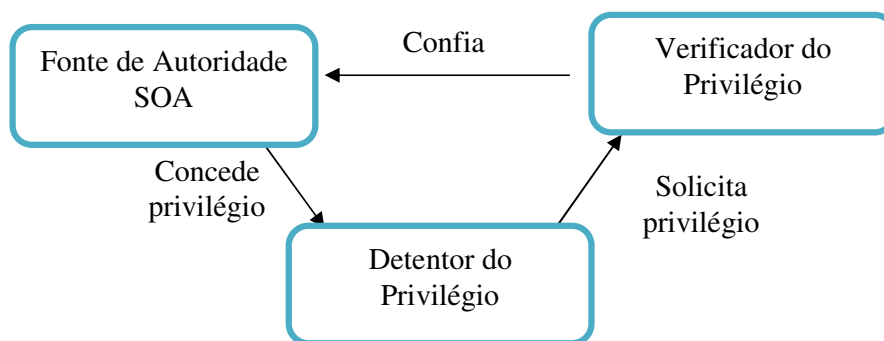 Fonte de Autoridade
SOA
Confia
Verificador do
Privilégio
Concede
privilégio
Solicita
privilégio
Detentor do
Privilégio